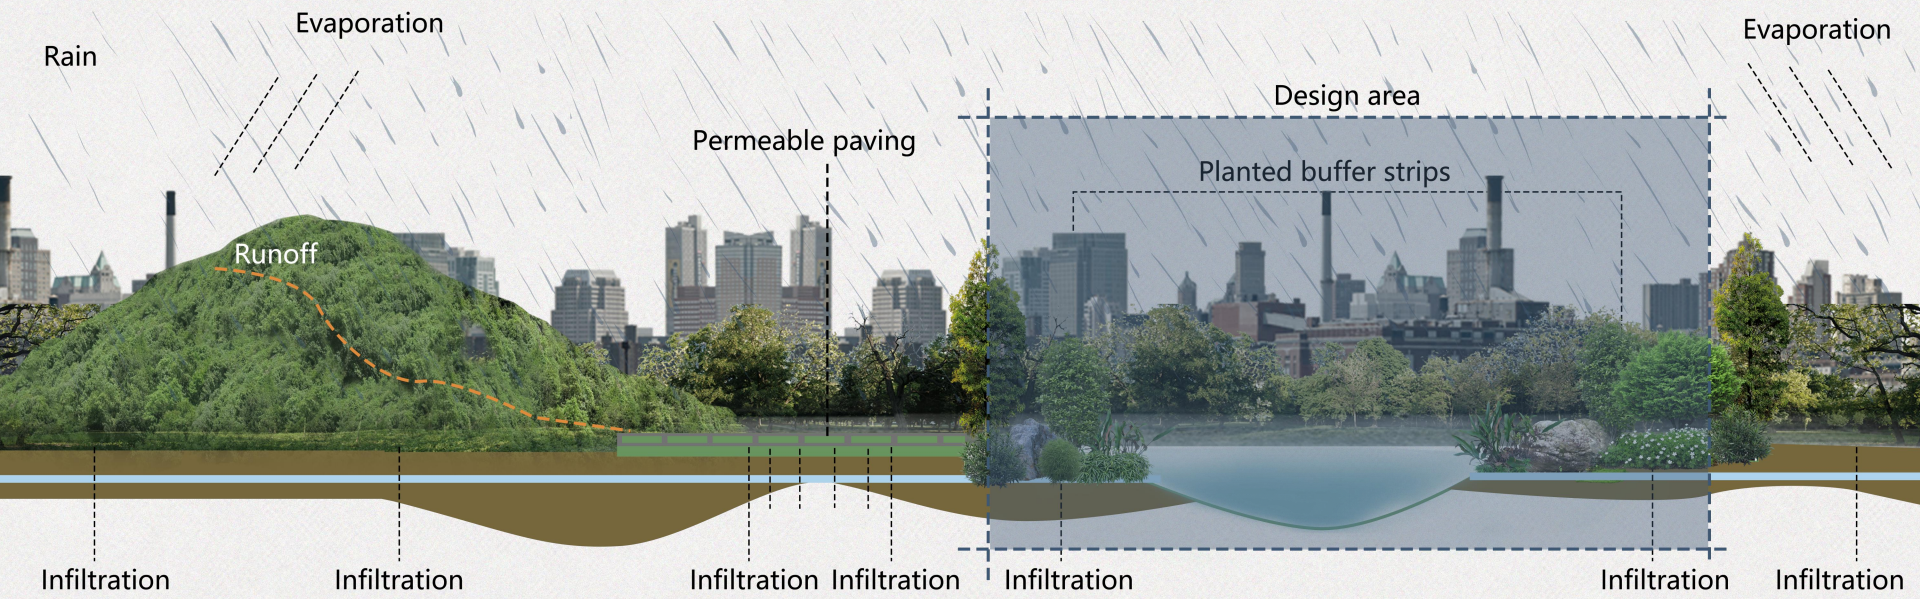 Rain
Evaporation
Evaporation
Design area
Permeable paving
Planted buffer strips
Runoff
Infiltration
Infiltration
Infiltration
Infiltration
Infiltration
Infiltration
Infiltration